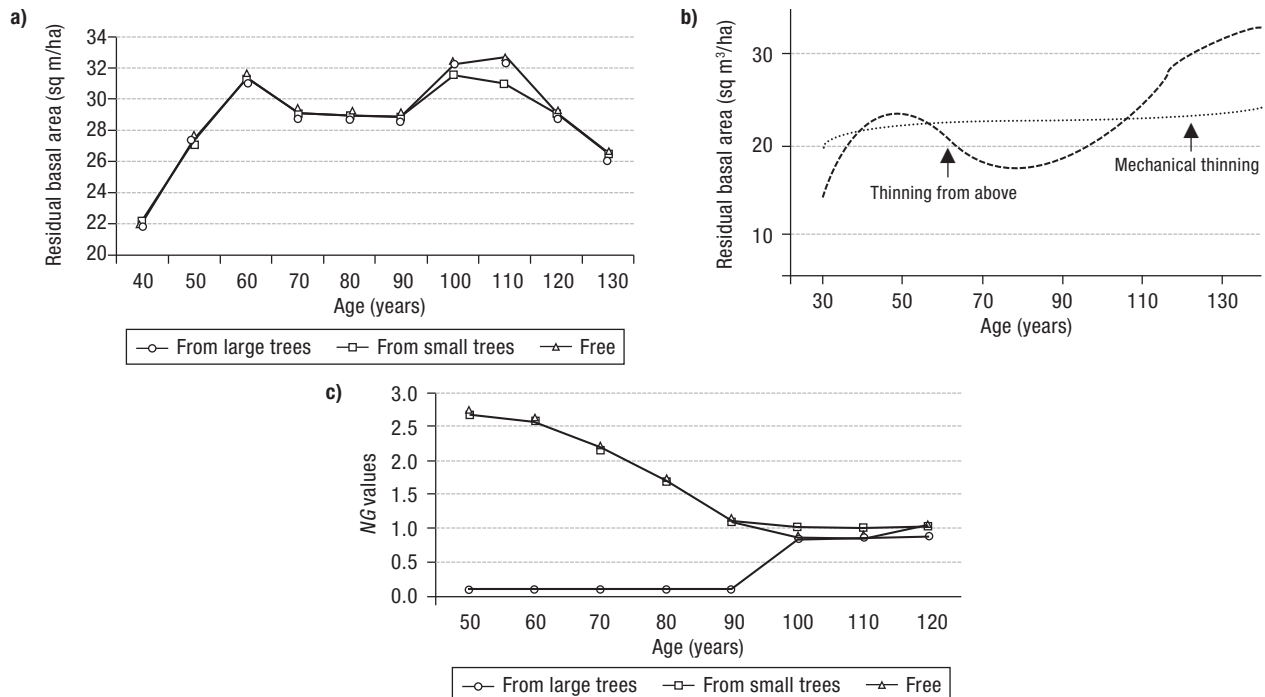 a)
Residual basal area (sq m/ha)
34
32
31
29
28
26
24
22
20
40 50 60 70 80 90 100 110 120 130
Age (years)
From large trees From small trees Free
b)
Residual basal area (sq m³/ha)
30
20
10
Thinning from above
Mechanical thinning
30 50 70 90 110 130
Age (years)
c)
NG values
3.0
2.5
2.0
1.5
1.0
0.5
0.0
50 60 70 80 90 100 110 120
Age (years)
From large trees From small trees Free